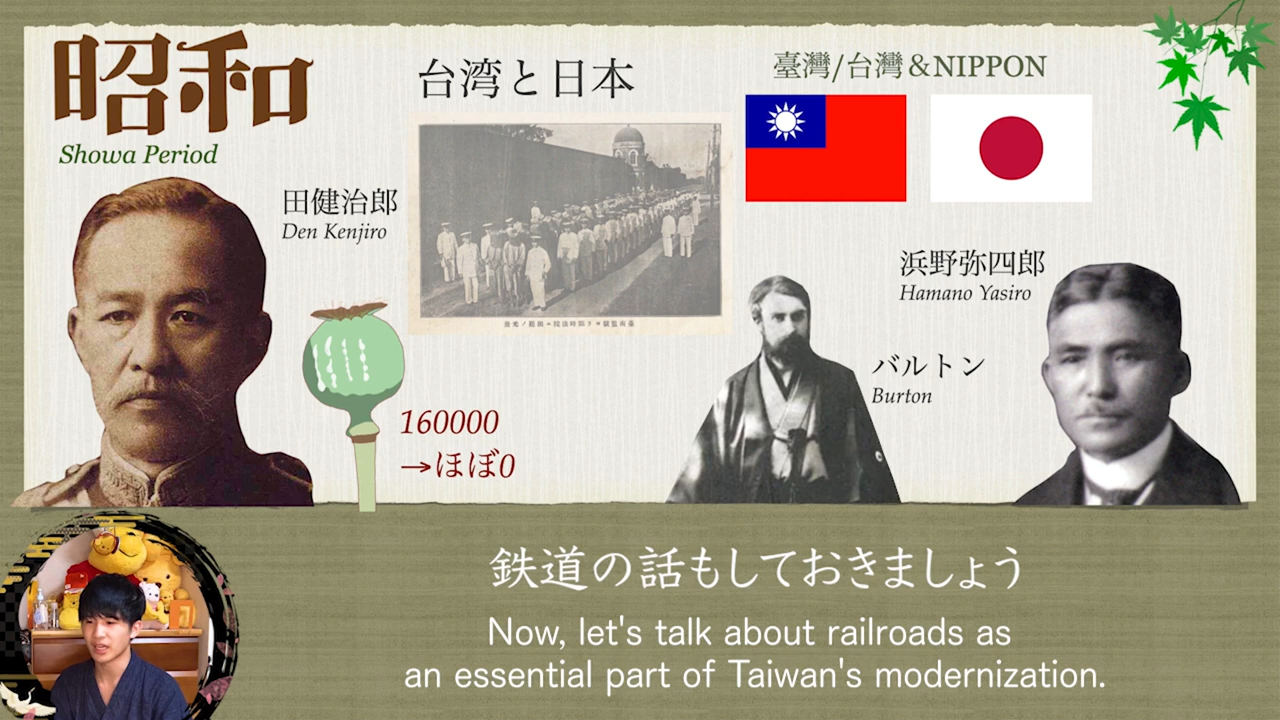 昭和
Showa Period
台湾と日本
臺灣/台灣&NIPPON
田健治郎
Den Kenjiro
浜野弥四郎
Hamano Yasiro
バルトン
Burton
160000
→ほぼ0
鉄道の話もしておきましょう
Now, let's talk about railroads as
an essential part of Taiwan's modernization.